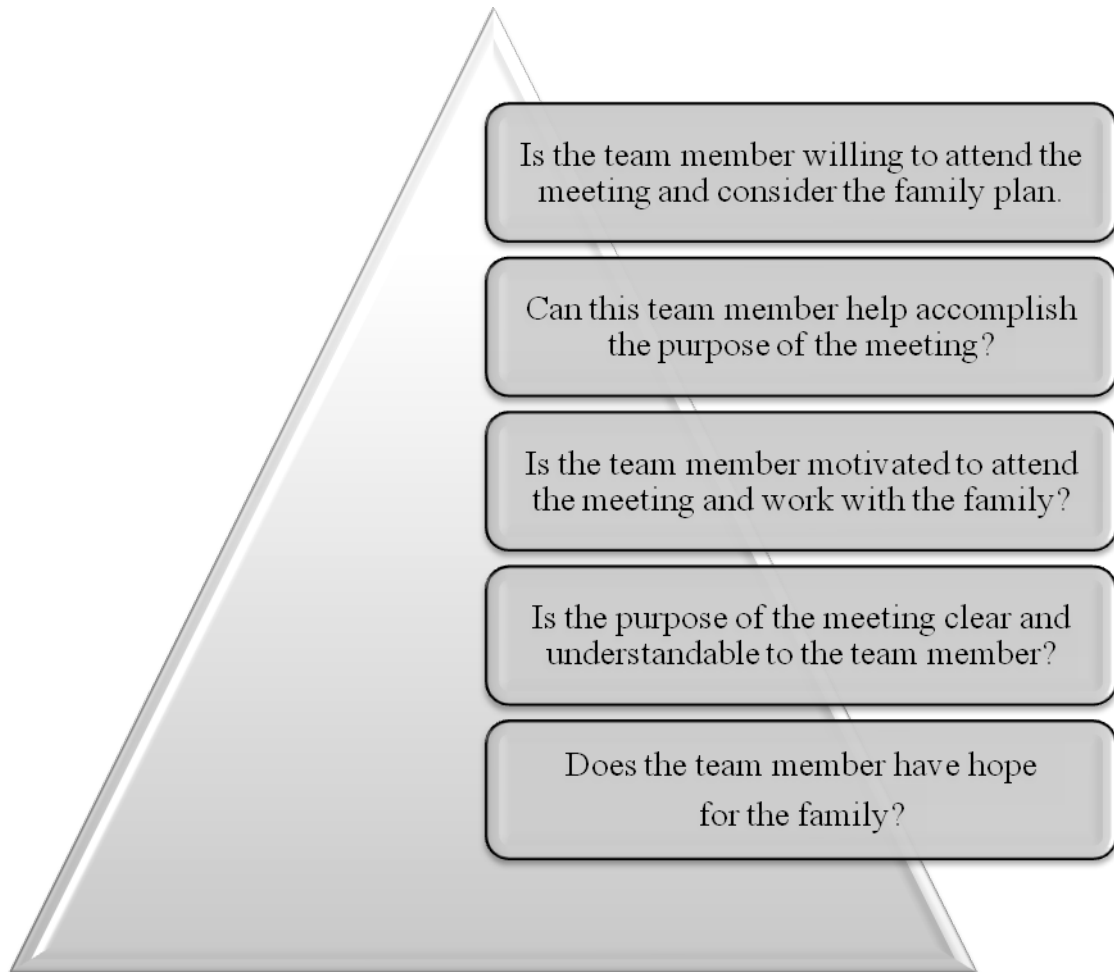 Is the team member willing to attend the
meeting and consider the family plan.
Can this team member help accomplish
the purpose of the meeting?
Is the team member motivated to attend
the meeting and work with the family?
Is the purpose of the meeting clear and
understandable to the team member?
Does the team member have hope
for the family?